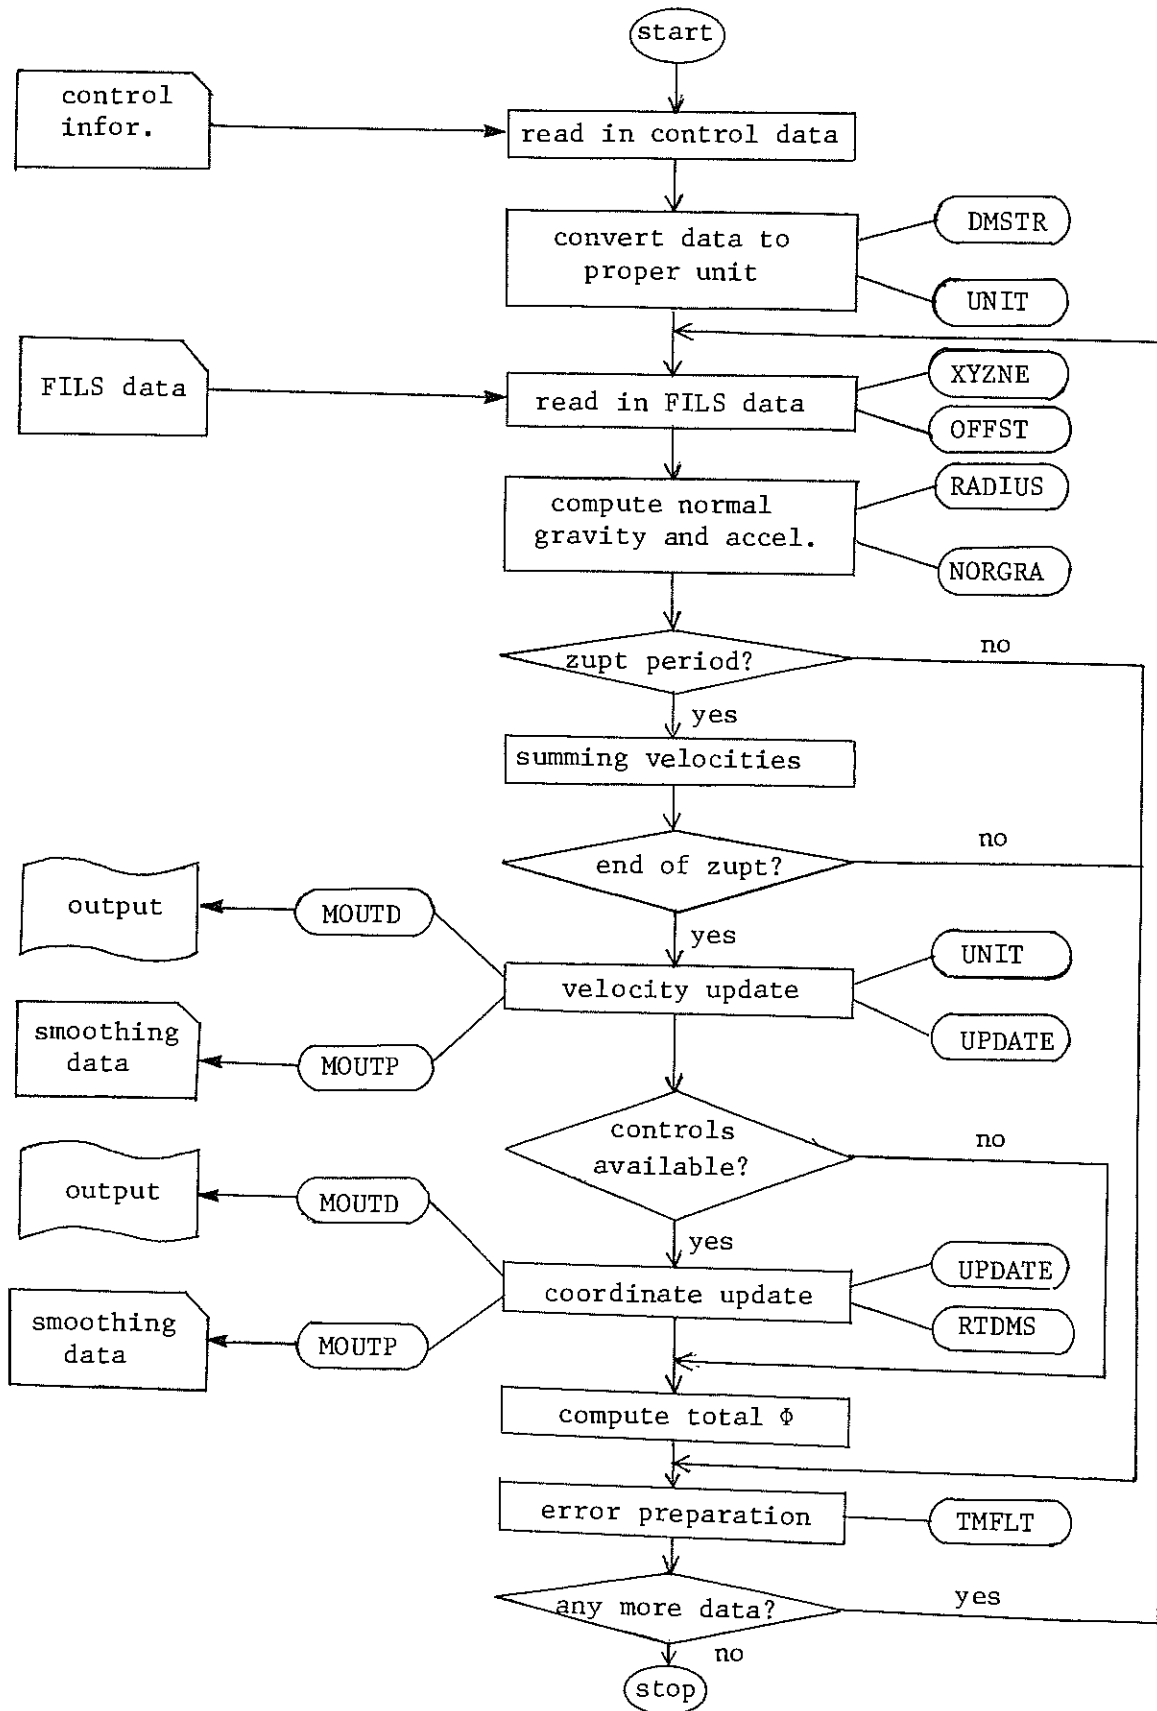 start
control
infor.
read in control data
convert data to
proper unit
DMSTR
UNIT
FILS data
read in FILS data
XYZNE
OFFST
compute normal
gravity and accel.
RADIUS
NORGRA
zupt period?
no
yes
summing velocities
end of zupt?
no
yes
output
MOUTD
velocity update
UNIT
UPDATE
smoothing
data
MOUTP
controls
available?
no
yes
output
MOUTD
coordinate update
UPDATE
RTDMS
smoothing
data
MOUTP
compute total Φ
error preparation
TMFLT
any more data?
yes
no
stop